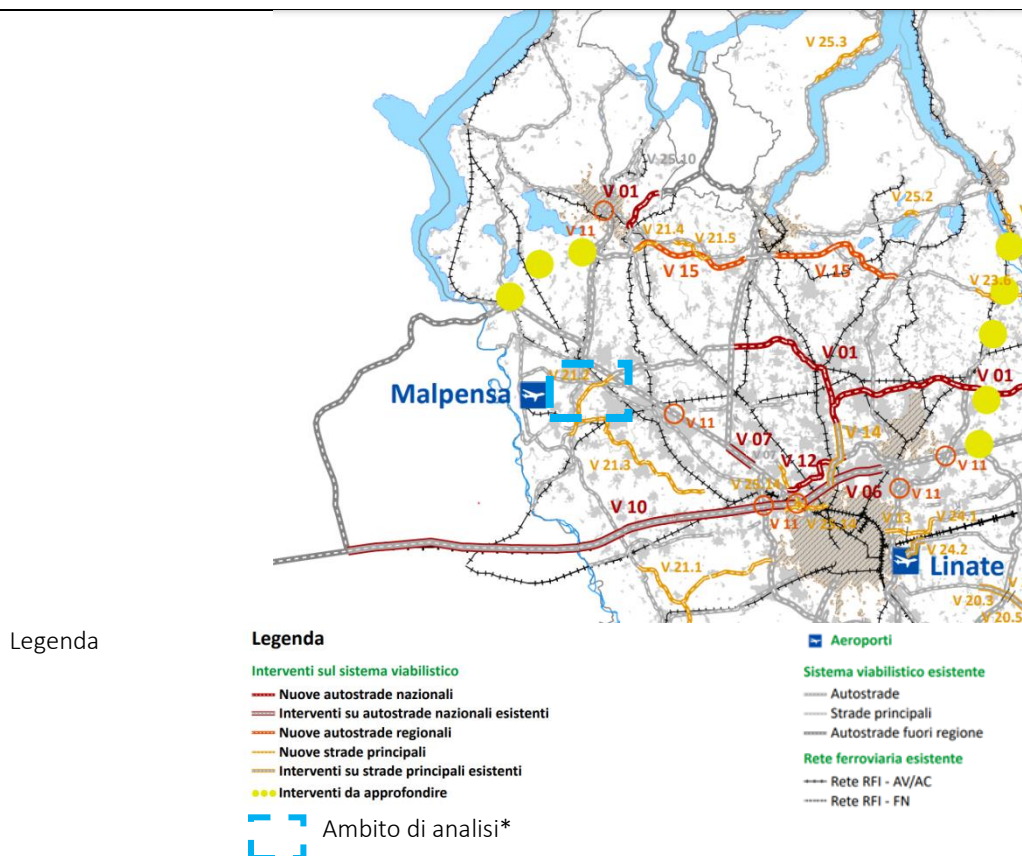 V 25.3
V 25.10
V 01
V 25.2
V 11
V 21.4
V 21.5
V 15
V 15
V 23.6
V 01
V 21.2
V 01
Malpensa
V 11
V 14
V 07
V 12
V 11
V 21.3
V 06
V 11
V 10
V 11
V 13
V 24.1
V 24.2
Linate
V 21.1
V 20.3
V 20.5
Legenda
Legenda
Interventi sul sistema viabilistico
Nuove autostrade nazionali
Interventi su autostrade nazionali esistenti
Nuove autostrade regionali
Nuove strade principali
Interventi su strade principali esistenti
Interventi da approfondire
Ambito di analisi*
Aeroporti
Sistema viabilistico esistente
Autostrade
Strade principali
Autostrade fuori regione
Rete ferroviaria esistente
Rete RFI - AV/AC
Rete RFI - FN